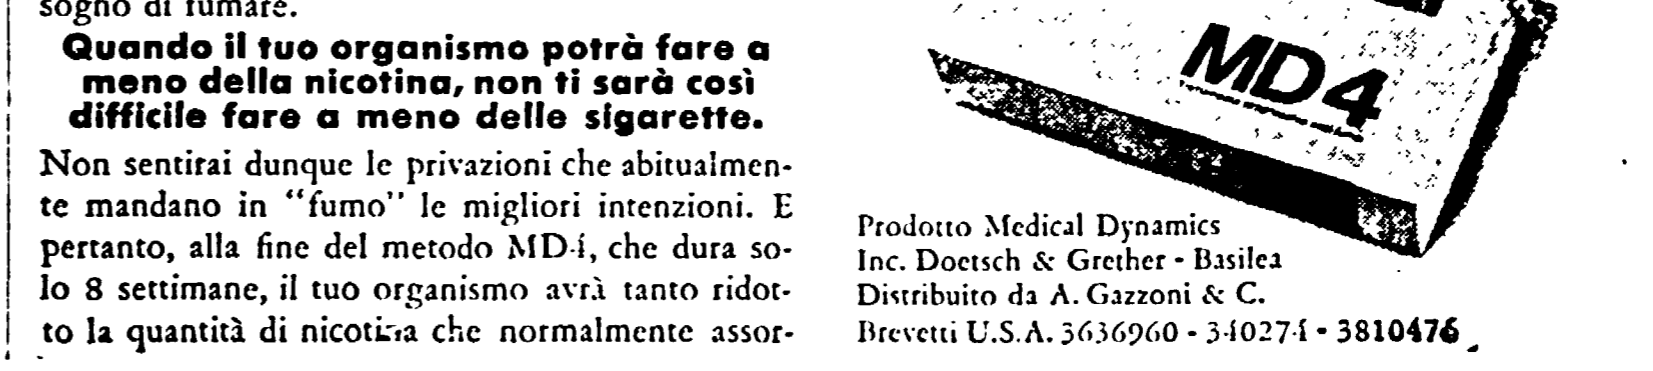 sogno di fumare.
Quando il tuo organismo potrà fare a
meno della nicotina, non ti sarà così
difficile fare a meno delle sigarette.
Non sentirai dunque le privazioni che abitualmen-
te mandano in "fumo" le migliori intenzioni. E
pertanto, alla fine del metodo MD4, che dura so-
lo 8 settimane, il tuo organismo avrà tanto ridot-
to la quantità di nicotina che normalmente assor-
MD4
Prodotto Medical Dynamics
Inc. Doetsch & Grether - Basilea
Distribuito da A. Gazzoni & C.
Brevetti U.S.A. 3636960 - 340274 - 3810476